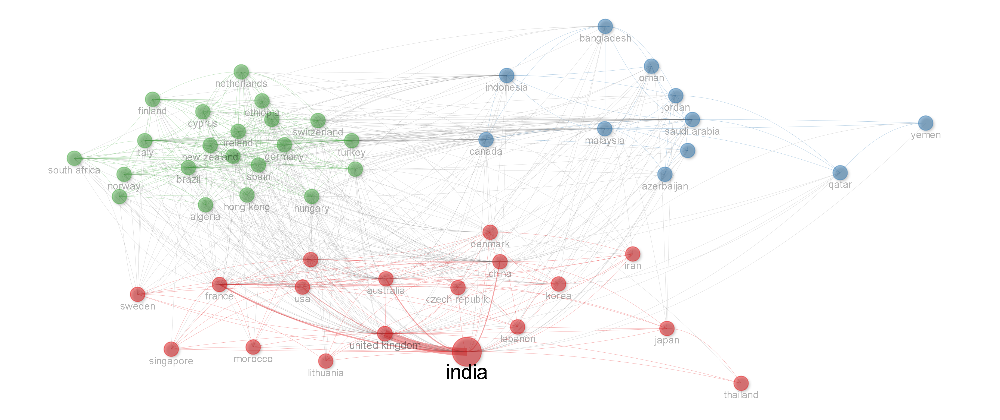 bangladesh
netherlands
oman
indonesia
finland
ethiopia
jordan
cyprus
switzerland
saudi arabia
yemen
ireland
malaysia
italy
new zealand
germany
turkey
canada
south africa
brazil
spain
norway
azerbaijan
qatar
algeria
hong kong
hungary
denmark
iran
china
france
usa
australia
czech republic
korea
sweden
united kingdom
lebanon
japan
singapore
morocco
lithuania
india
thailand